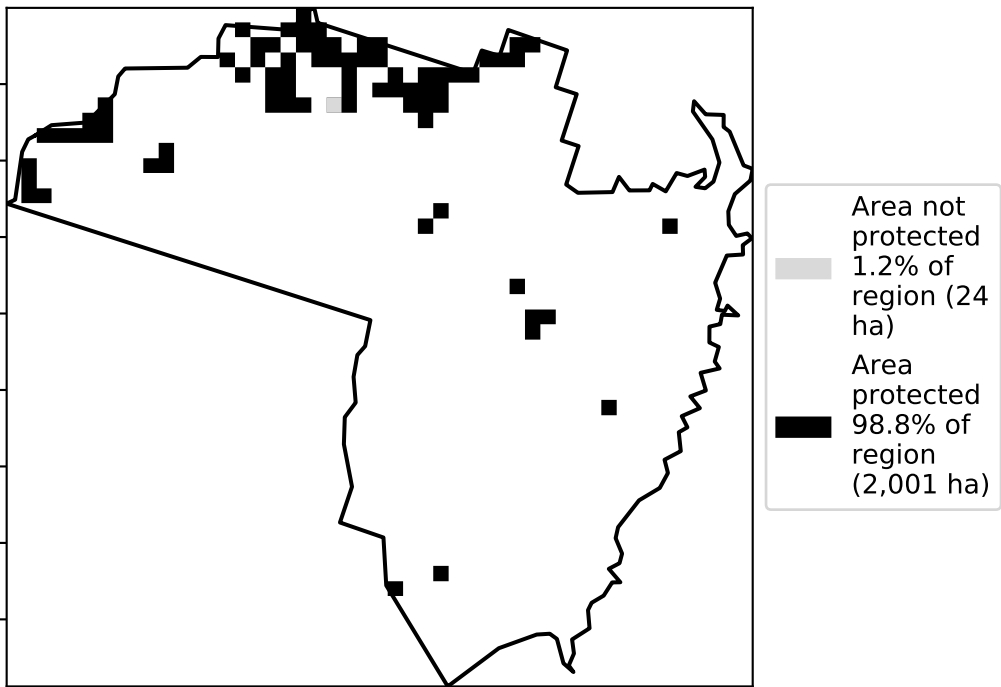 Area not
protected
1.2% of
region (24
ha)
Area
protected
98.8% of
region
(2,001 ha)